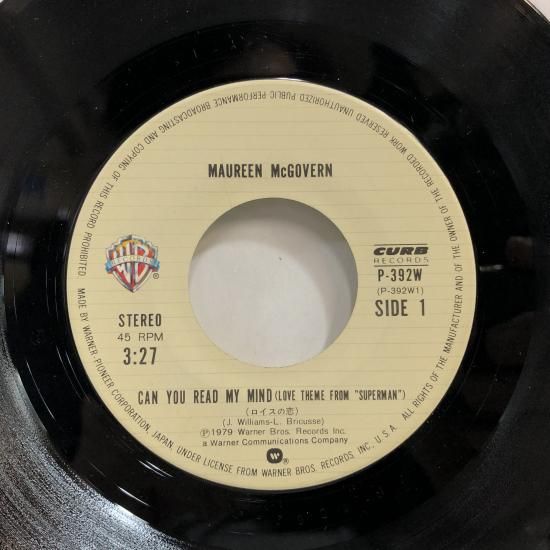 MAUREEN McGOVERN
WB
RECORDS
CURB
RECORDS
P-392W
(P-392W1)
SIDE 1
STEREO
45 RPM
3:27
CAN YOU READ MY MIND (LOVE THEME FROM "SUPERMAN")
(ロイスの恋)
(J. Williams-L. Bricusse)
Ⓟ1979 Warner Bros. Records Inc.
a Warner Communications Company
W®
MADE BY WARNER-PIONEER CORPORATION, JAPAN, UNDER LICENSE FROM WARNER BROS. RECORDS, INC., U.S.A. ALL RIGHTS OF THE MANUFACTURER AND OF THE OWNER OF THE RECORDED WORK RESERVED UNAUTHORIZED PUBLIC PERFORMANCE BROADCASTING AND COPYING OF THIS RECORD PROHIBITED.